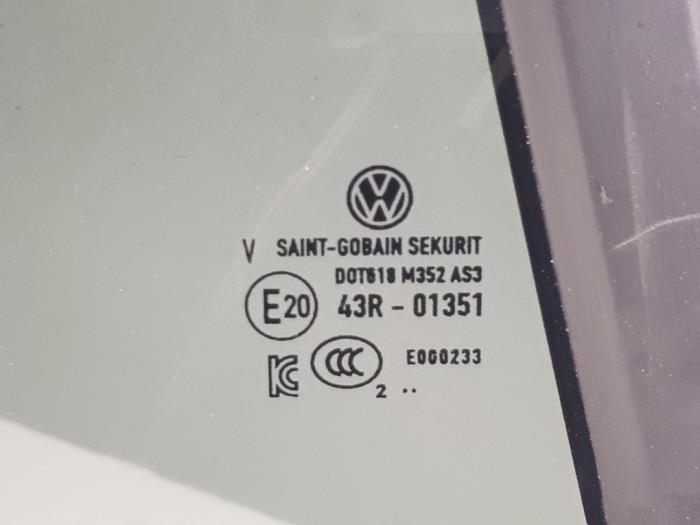 V SAINT-GOBAIN SEKURIT
DOT618 M352 AS3
E20 43R - 01351
E000233
2 ..